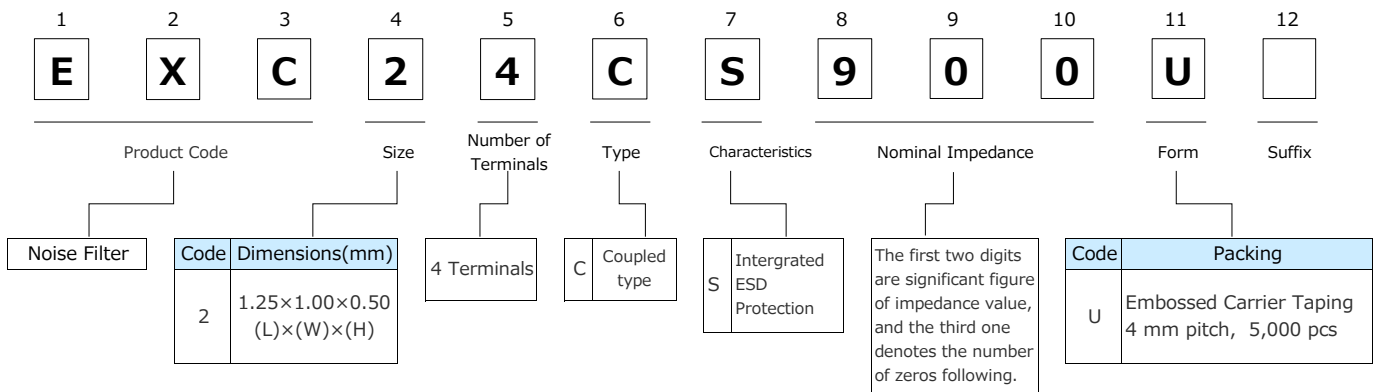 1 2 3 4 5 6 7 8 9 10 11 12
E X C 2 4 C S 9 0 0 U
Product Code
Size
Number of
Terminals
Type
Characteristics
Nominal Impedance
Form
Suffix
Noise Filter
Code Dimensions(mm)
2 1.25×1.00×0.50
(L)×(W)×(H)
4 Terminals
C Coupled
type
S Intergrated
ESD
Protection
The first two digits
are significant figure
of impedance value,
and the third one
denotes the number
of zeros following.
Code Packing
U Embossed Carrier Taping
4 mm pitch, 5,000 pcs